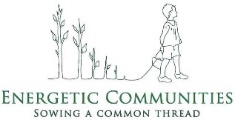 ENERGETIC COMMUNITIES
SOWING A COMMON THREAD